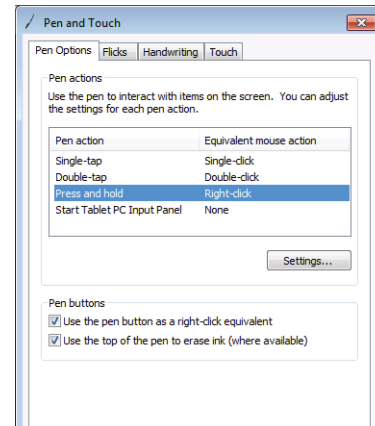 Pen and Touch
Pen Options Flicks Handwriting Touch
Pen actions
Use the pen to interact with items on the screen. You can adjust
the settings for each pen action.
Pen action Equivalent mouse action
Single-tap Single-click
Double-tap Double-click
Press and hold Right-click
Start Tablet PC Input Panel None
Settings...
Pen buttons
Use the pen button as a right-click equivalent
Use the top of the pen to erase ink (where available)